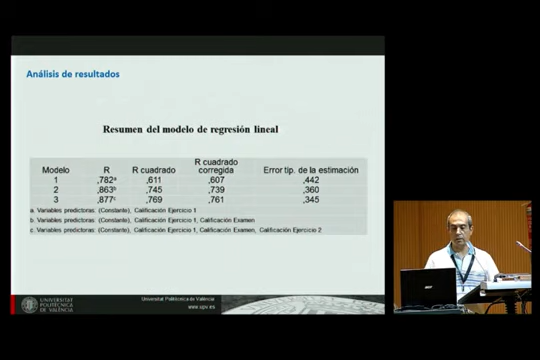 Análisis de resultados
Resumen del modelo de regresión lineal
Modelo R R cuadrado R cuadrado corregida Error típ. de la estimación
1 ,782a ,611 ,607 ,442
2 ,863b ,745 ,739 ,360
3 ,877c ,769 ,761 ,345
a. Variables predictoras: (Constante), Calificación Ejercicio 1
b. Variables predictoras: (Constante), Calificación Ejercicio 1, Calificación Examen
c. Variables predictoras: (Constante), Calificación Ejercicio 1, Calificación Examen, Calificación Ejercicio 2
UNIVERSITAT
POLITÈCNICA
DE VALÈNCIA
Universitat Politècnica de València
www.upv.es
acer